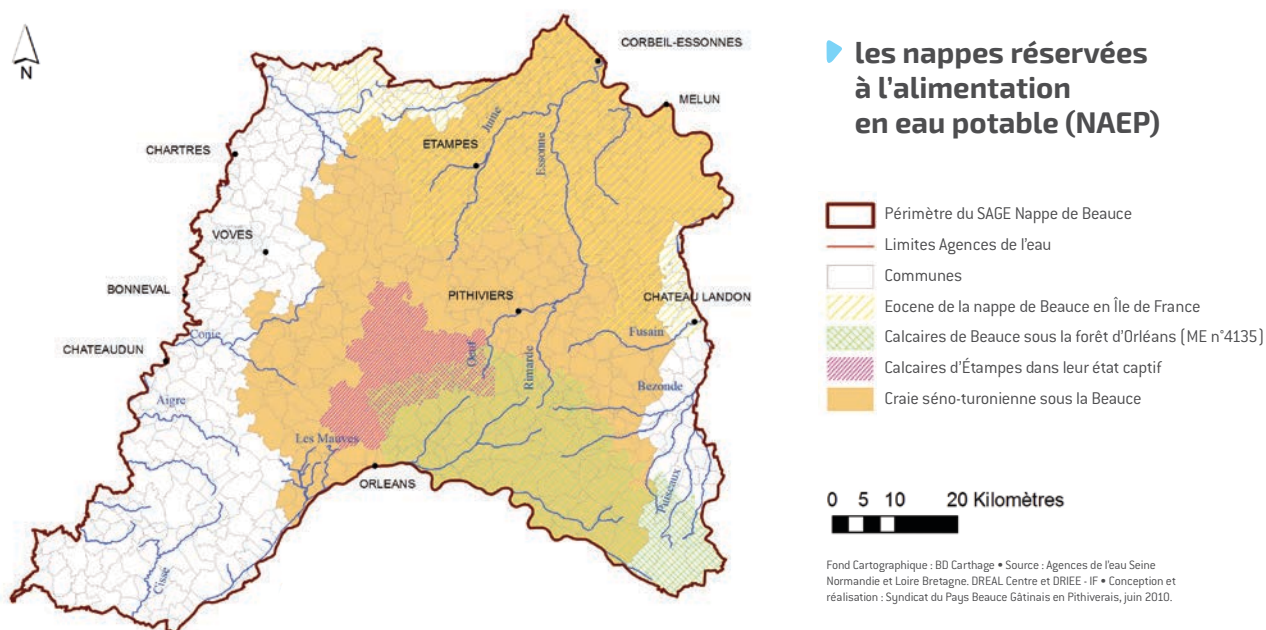 N
CORBEIL-ESSONNES
MELUN
CHARTRES
ETAMPES
Juine
Essonne
VOVES
BONNEVAL
PITHIVIERS
CHATEAU LANDON
Conie
Fusain
CHATEAUDUN
Oeuf
Rimarde
Bezonde
Aigre
Les Mauves
ORLEANS
Puiseaux
Cisse
les nappes réservées
à l'alimentation
en eau potable (NAEP)
Périmètre du SAGE Nappe de Beauce
Limites Agences de l'eau
Communes
Eocene de la nappe de Beauce en Île de France
Calcaires de Beauce sous la forêt d'Orléans (ME n°4135)
Calcaires d'Étampes dans leur état captif
Craie séno-turonienne sous la Beauce
0 5 10 20 Kilomètres
Fond Cartographique : BD Carthage • Source : Agences de l'eau Seine
Normandie et Loire Bretagne. DREAL Centre et DRIEE - IF • Conception et
réalisation : Syndicat du Pays Beauce Gâtinais en Pithiverais, juin 2010.